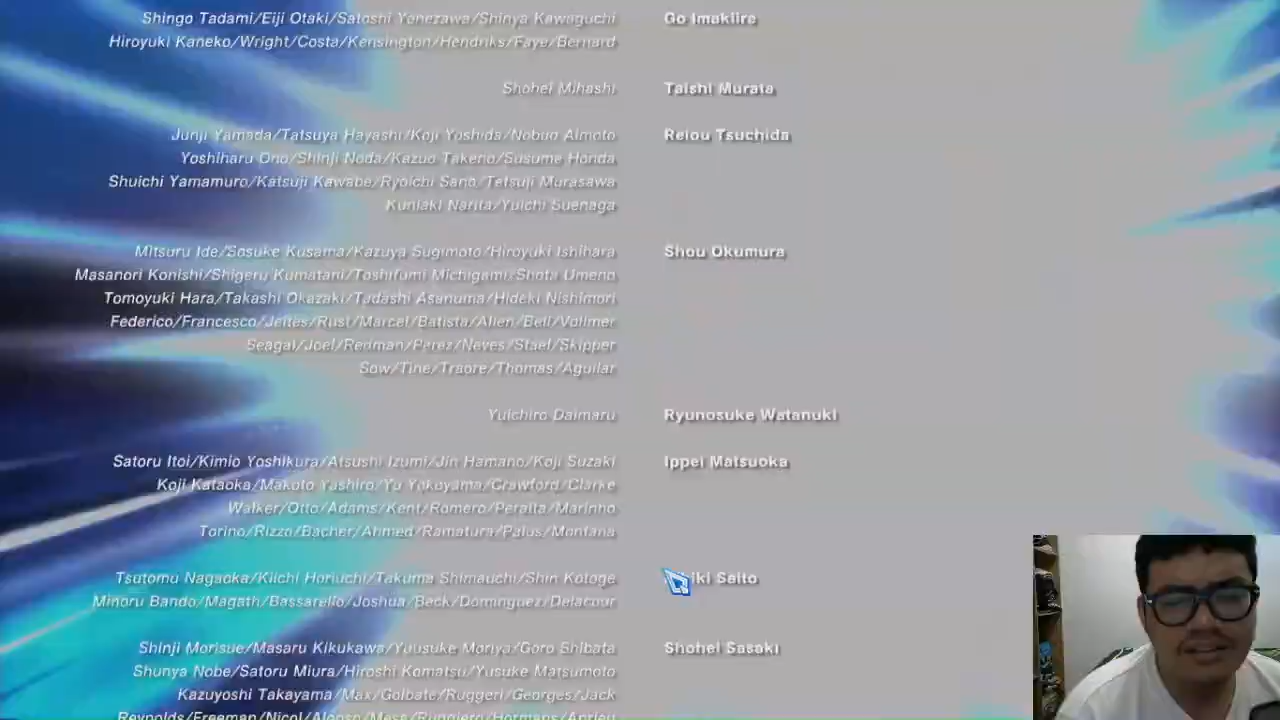 Shingo Tadami/Eiji Otaki/Satoshi Yonezawa/Shinya Kawaguchi Go Imakiire
Hiroyuki Kaneko/Wright/Costa/Kensington/Hendriks/Faye/Bernard
Shohei Mihashi Taishi Murata
Junji Yamada/Tatsuya Hayashi/Koji Yoshida/Nobuo Aimoto Reiou Tsuchida
Yoshiharu Ono/Shinji Noda/Kazuo Takeno/Susume Honda
Shuichi Yamamuro/Katsuji Kawabe/Ryoichi Sano/Tetsuji Murasawa
Kuniaki Narita/Yuichi Suenaga
Mitsuru Ide/Sosuke Kusama/Kazuya Sugimoto/Hiroyuki Ishihara Shou Okumura
Masanori Konishi/Shigeru Kumatani/Toshifumi Michigami/Shota Umeno
Tomoyuki Hara/Takashi Okazaki/Tudashi Asanuma/Hideki Nishimori
Federico/Francesco/Jeites/Rust/Marcel/Batista/Allen/Bell/Vollmer
Seagal/Joel/Redman/Perez/Neves/Stael/Skipper
Sow/Tine/Traore/Thomas/Aguilar
Yuichiro Daimaru Ryunosuke Watanuki
Satoru Itoi/Kimio Yoshikura/Atsushi Izumi/Jin Hamano/Koji Suzaki Ippei Matsuoka
Koji Kataoka/Makoto Yashiro/Yu Yokoyama/Crawford/Clarke
Walker/Otto/Adams/Kent/Romero/Peralta/Marinho
Torino/Rizzo/Bacher/Ahmed/Ramatura/Palus/Montana
Tsutomu Nagaoka/Kiichi Horiuchi/Takuma Shimauchi/Shin Kotoge Saito
Minoru Bando/Magath/Bassarello/Joshua/Beck/Dominguez/Delacour
Shinji Morisue/Masaru Kikukawa/Yuusuke Moriya/Goro Shibata Shohei Sasaki
Shunya Nobe/Satoru Miura/Hiroshi Komatsu/Yusuke Matsumoto
Kazuyoshi Takayama/Max/Golbate/Ruggeri/Georges/Jack
Reynolds/Freeman/Nicol/Alonso